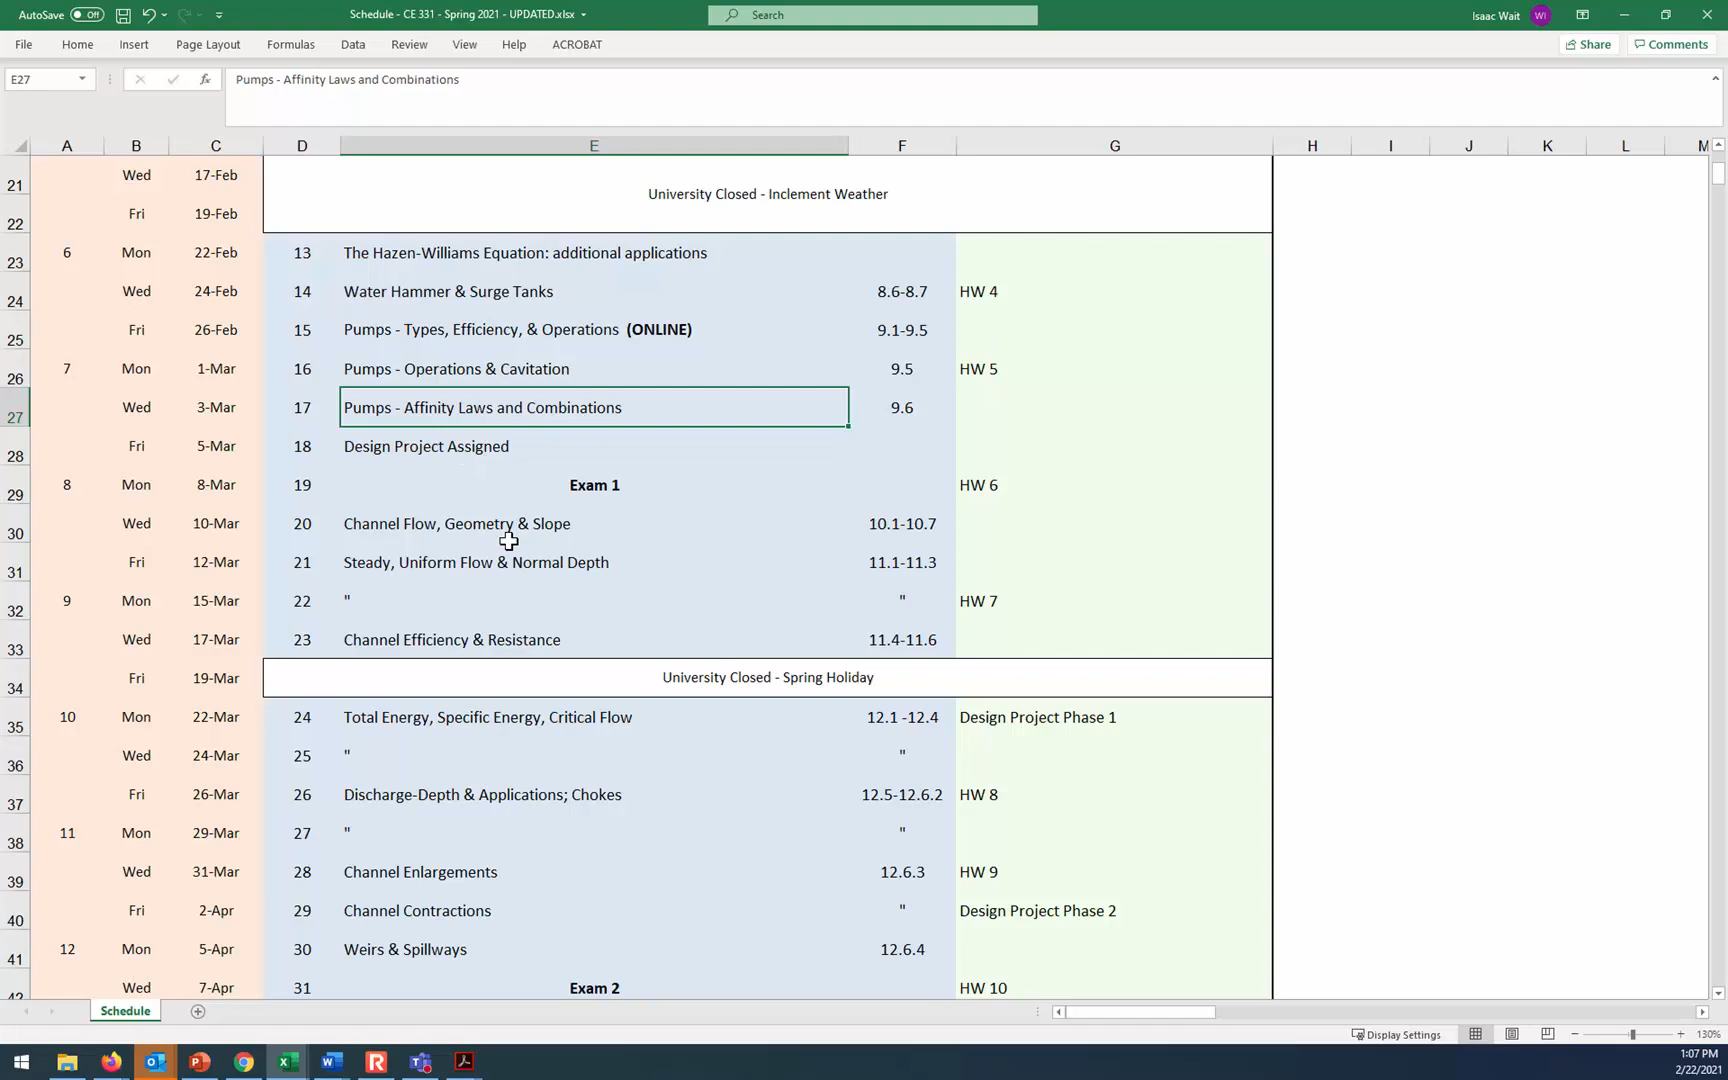 AutoSave Off Schedule - CE 331 - Spring 2021 - UPDATED.xlsx Search Isaac Wait WI
File Home Insert Page Layout Formulas Data Review View Help ACROBAT Share Comments
E27 fx Pumps - Affinity Laws and Combinations
A B C D E F G H I J K L M
21 Wed 17-Feb
University Closed - Inclement Weather
22 Fri 19-Feb
23 6 Mon 22-Feb 13 The Hazen-Williams Equation: additional applications
24 Wed 24-Feb 14 Water Hammer & Surge Tanks 8.6-8.7 HW 4
25 Fri 26-Feb 15 Pumps - Types, Efficiency, & Operations (ONLINE) 9.1-9.5
26 7 Mon 1-Mar 16 Pumps - Operations & Cavitation 9.5 HW 5
27 Wed 3-Mar 17 Pumps - Affinity Laws and Combinations 9.6
28 Fri 5-Mar 18 Design Project Assigned
29 8 Mon 8-Mar 19 Exam 1 HW 6
30 Wed 10-Mar 20 Channel Flow, Geometry & Slope 10.1-10.7
31 Fri 12-Mar 21 Steady, Uniform Flow & Normal Depth 11.1-11.3
32 9 Mon 15-Mar 22 " " HW 7
33 Wed 17-Mar 23 Channel Efficiency & Resistance 11.4-11.6
34 Fri 19-Mar University Closed - Spring Holiday
35 10 Mon 22-Mar 24 Total Energy, Specific Energy, Critical Flow 12.1 -12.4 Design Project Phase 1
36 Wed 24-Mar 25 " "
37 Fri 26-Mar 26 Discharge-Depth & Applications; Chokes 12.5-12.6.2 HW 8
38 11 Mon 29-Mar 27 " "
39 Wed 31-Mar 28 Channel Enlargements 12.6.3 HW 9
40 Fri 2-Apr 29 Channel Contractions " Design Project Phase 2
41 12 Mon 5-Apr 30 Weirs & Spillways 12.6.4
42 Wed 7-Apr 31 Exam 2 HW 10
Schedule
Display Settings 130%
1:07 PM
2/22/2021